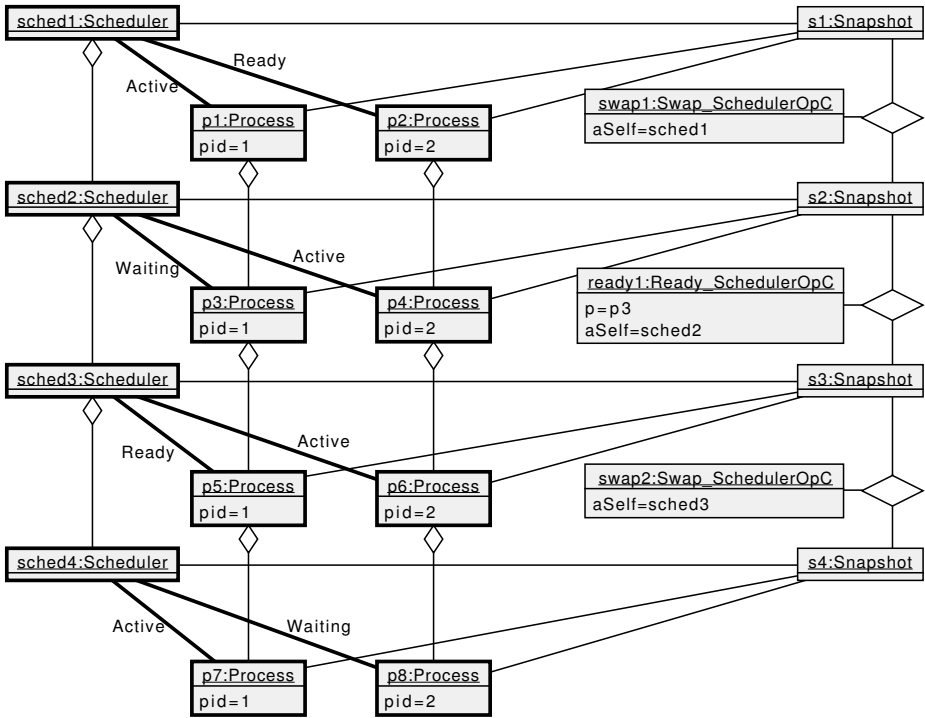 sched1:Scheduler
s1:Snapshot
Ready
Active
swap1:Swap_SchedulerOpC
aSelf=sched1
p1:Process
pid=1
p2:Process
pid=2
sched2:Scheduler
s2:Snapshot
Active
Waiting
ready1:Ready_SchedulerOpC
p=p3
aSelf=sched2
p3:Process
pid=1
p4:Process
pid=2
sched3:Scheduler
s3:Snapshot
Active
Ready
swap2:Swap_SchedulerOpC
aSelf=sched3
p5:Process
pid=1
p6:Process
pid=2
sched4:Scheduler
s4:Snapshot
Active
Waiting
p7:Process
pid=1
p8:Process
pid=2